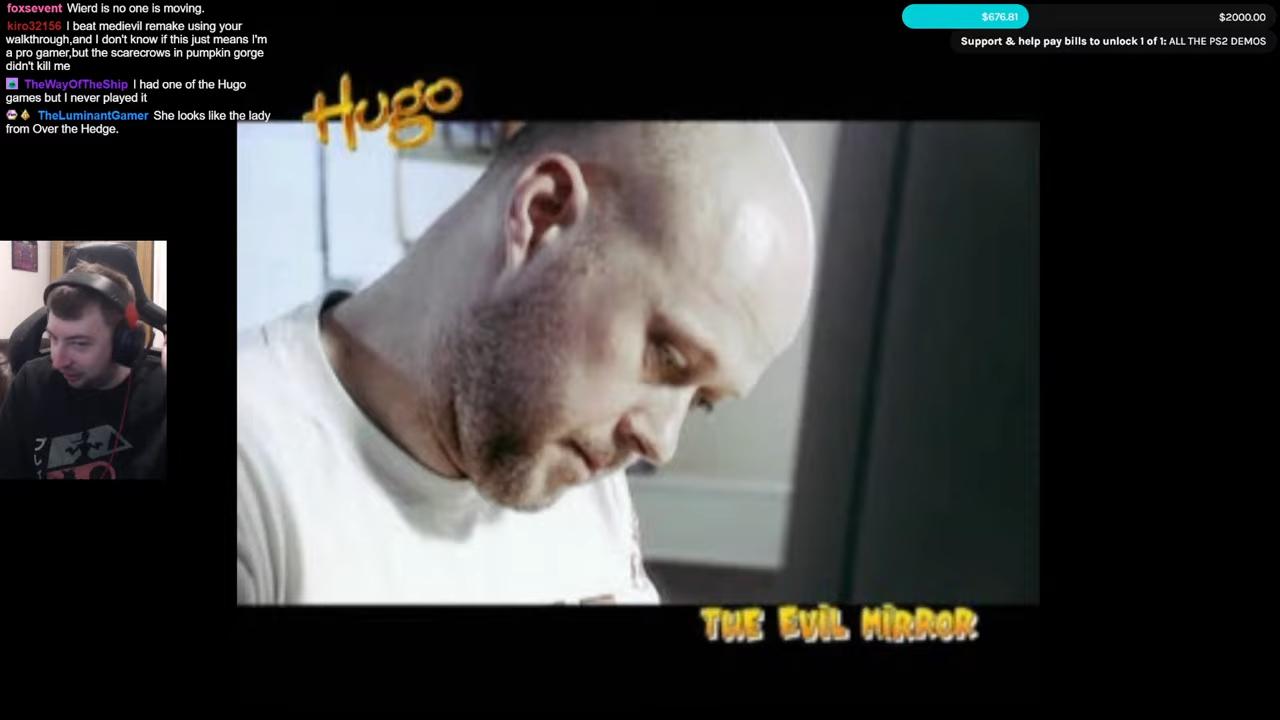 foxsevent Wierd is no one is moving.
kiro32156 I beat medievil remake using your
walkthrough,and I don't know if this just means I'm
a pro gamer,but the scarecrows in pumpkin gorge
didn't kill me
TheWayOfTheShip I had one of the Hugo
games but I never played it
TheLuminantGamer She looks like the lady
from Over the Hedge.
$676.81
$2000.00
Support & help pay bills to unlock 1 of 1: ALL THE PS2 DEMOS
Hugo
THE EVIL MIRROR